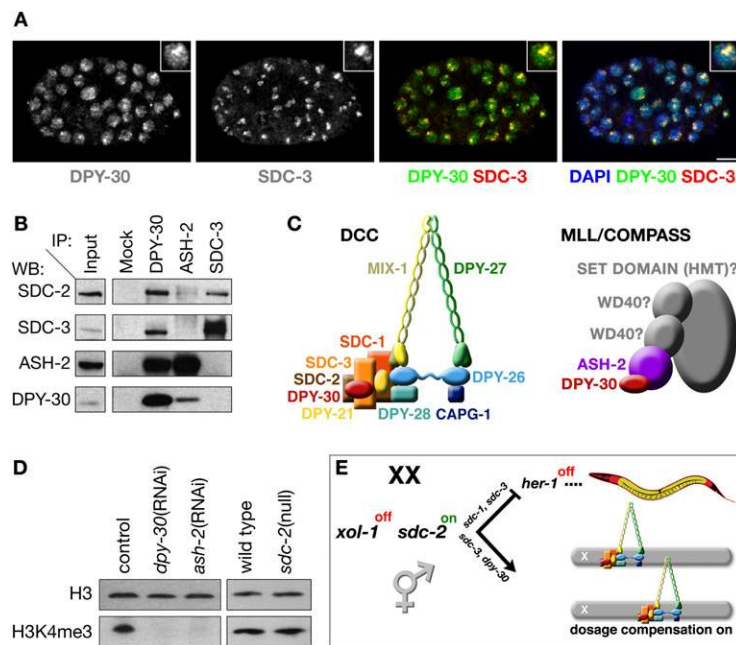 A
DPY-30
SDC-3
DPY-30 SDC-3
DAPI DPY-30 SDC-3
B
IP:
WB:
Input
Mock
DPY-30
ASH-2
SDC-3
SDC-2
SDC-3
ASH-2
DPY-30
C
DCC
MIX-1
DPY-27
SDC-1
SDC-3
SDC-2
DPY-30
DPY-21
DPY-28
CAPG-1
DPY-26
MLL/COMPASS
SET DOMAIN (HMT)?
WD40?
WD40?
ASH-2
DPY-30
D
control
dpy-30(RNAi)
ash-2(RNAi)
wild type
sdc-2(null)
H3
H3K4me3
E
XX
off
xol-1
on
sdc-2
sdc-1, sdc-3
sdc-3, dpy-30
off
her-1
X
X
dosage compensation on